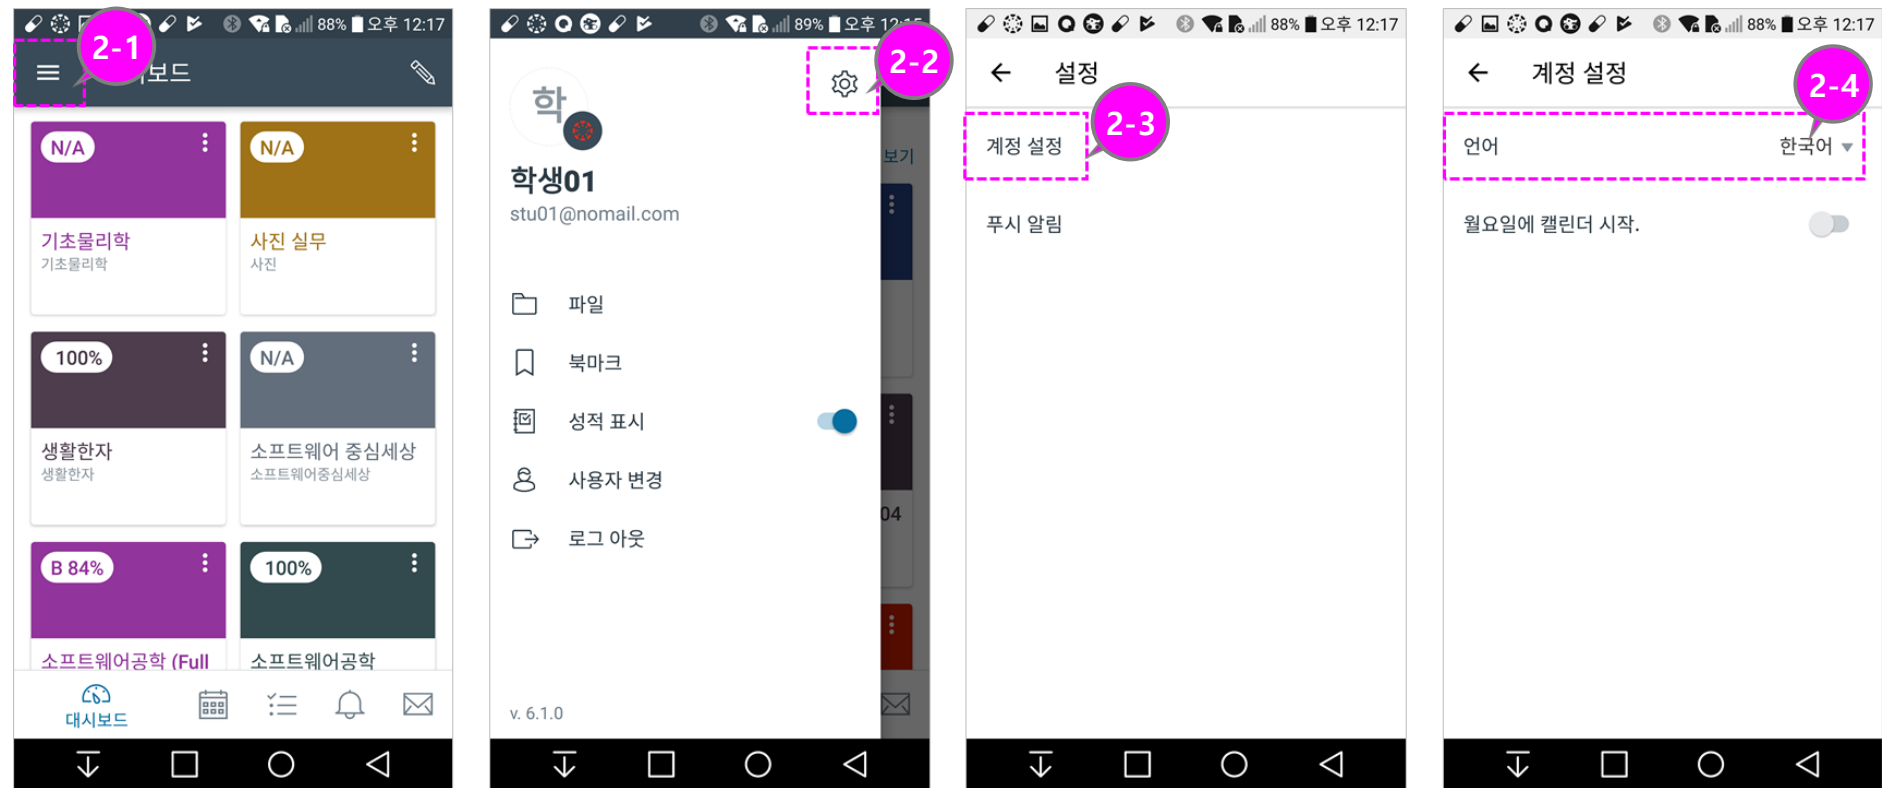 88% 오후 12:17
2-1
보드
N/A
기초물리학
기초물리학
N/A
사진 실무
사진
100%
생활한자
생활한자
N/A
소프트웨어 중심세상
소프트웨어중심세상
B 84%
소프트웨어공학 (Full
100%
소프트웨어공학
대시보드
89% 오후
2-2
학
학생01
stu01@nomail.com
보기
파일
북마크
성적 표시
사용자 변경
04
로그 아웃
v. 6.1.0
88% 오후 12:17
설정
2-3
계정 설정
푸시 알림
88% 오후 12:17
계정 설정
2-4
언어
한국어
월요일에 캘린더 시작.